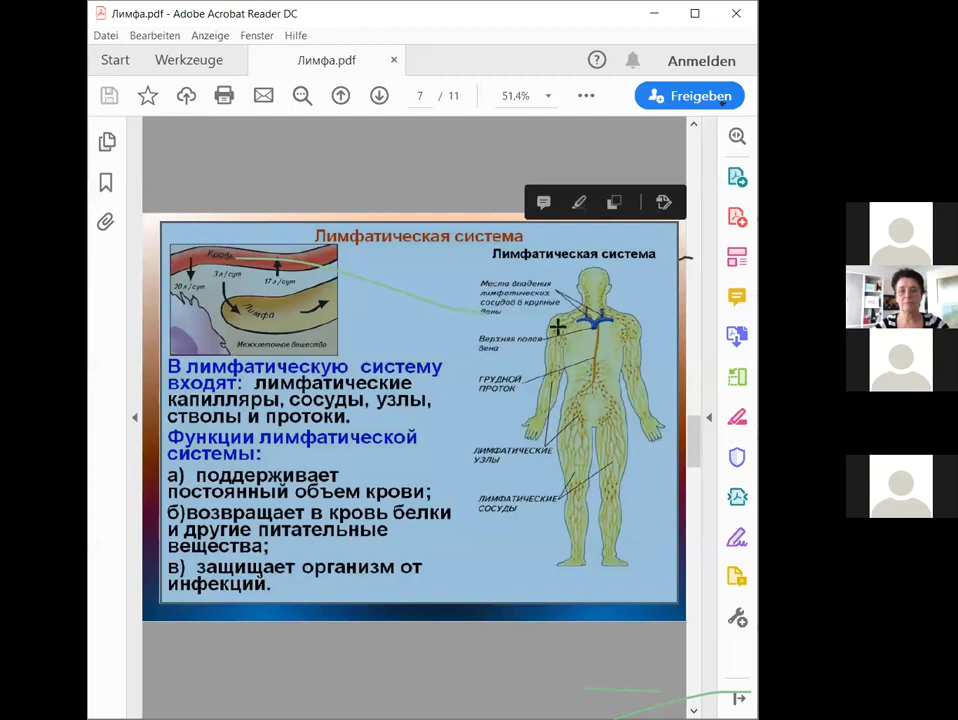 Лимфа.pdf - Adobe Acrobat Reader DC
Datei Bearbeiten Anzeige Fenster Hilfe
Start Werkzeuge Лимфа.pdf × Anmelden
7 / 11 51,4% Freigeben
Лимфатическая система
Кровь
3 л/сут
20 л/сут
17 л/сут
Лимфа
Межклеточное вещество
В лимфатическую систему
входят: лимфатические
капилляры, сосуды, узлы,
стволы и протоки.
Функции лимфатической
системы:
а) поддерживает
постоянный объем крови;
б)возвращает в кровь белки
и другие питательные
вещества;
в) защищает организм от
инфекций.
Лимфатическая система
Места впадения
лимфатических
сосудов в крупные
вены
Верхняя полая
вена
ГРУДНОЙ
ПРОТОК
ЛИМФАТИЧЕСКИЕ
УЗЛЫ
ЛИМФАТИЧЕСКИЕ
СОСУДЫ